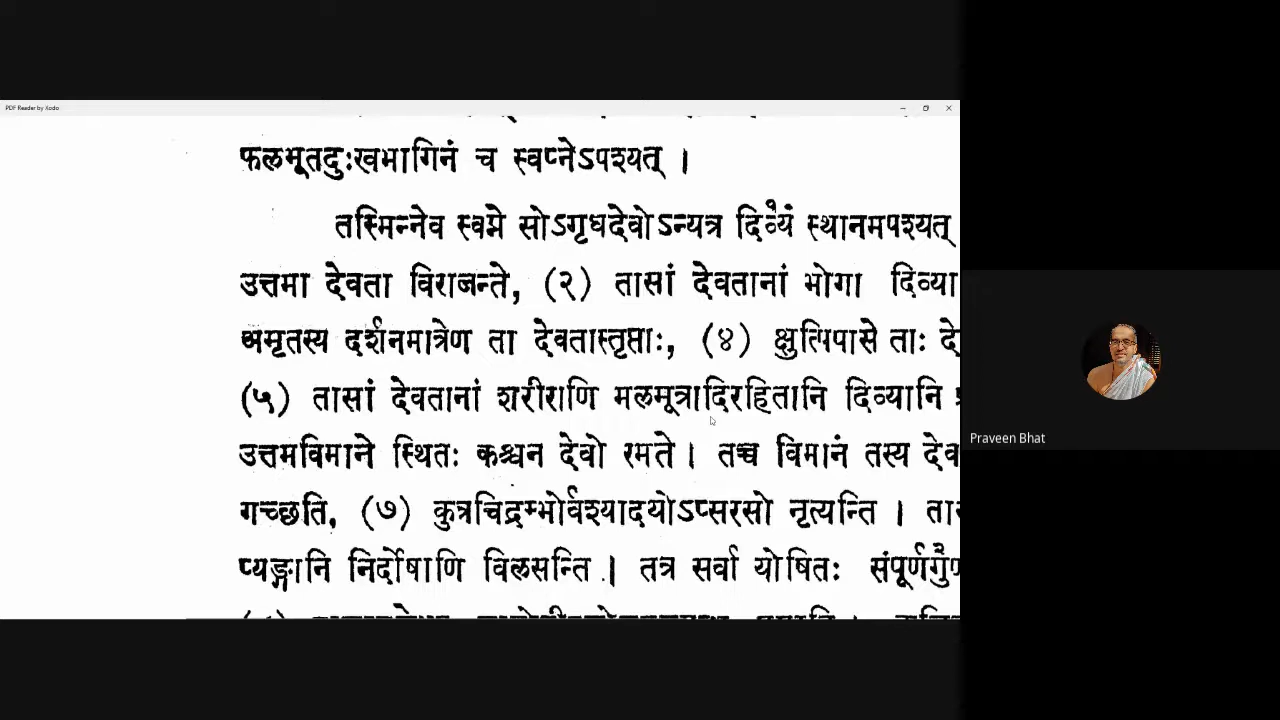 PDF Reader by Xodo
फलभूतदुःखभागिनं च स्वप्नेऽपश्यत् ।
तस्मिन्नेव स्वप्ने सोऽगृधदेवोऽन्यत्र दिव्यं स्थानमपश्यत्
उत्तमा देवता विराजन्ते, (२) तासां देवतानां भोगा दिव्या
अमृतस्य दर्शनमात्रेण ता देवतास्तृप्ताः, (४) क्षुत्पिपासे ताः दे
(५) तासां देवतानां शरीराणि मलमूत्रादिरहितानि दिव्यानि
उत्तमविमाने स्थितः कश्चन देवो रमते । तच्च विमानं तस्य देव
गच्छति, (७) कुत्रचिद्रम्भोर्वश्यादयोऽप्सरसो नृत्यन्ति । तास
प्यङ्गानि निर्दोषाणि विलसन्ति । तत्र सर्वा योषितः संपूर्णगुण
Praveen Bhat